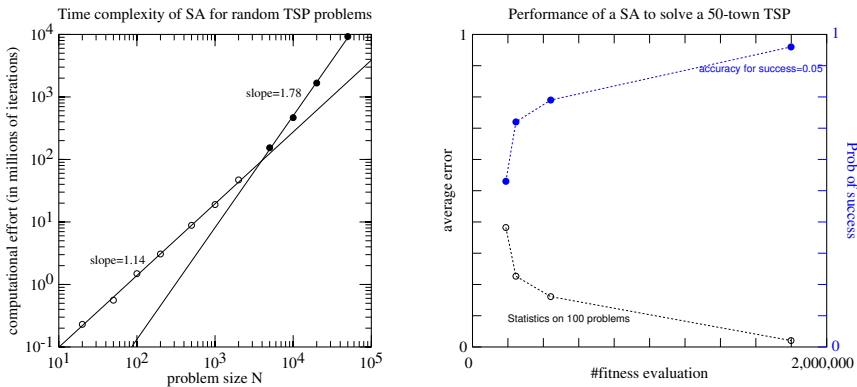 Time complexity of SA for random TSP problems
computational effort (in millions of iterations)
10^4
10^3
10^2
10^1
10^0
10^-1
slope=1.78
slope=1.14
10^1
10^2
10^3
10^4
10^5
problem size N
Performance of a SA to solve a 50-town TSP
average error
1
0
accuracy for success=0.05
Statistics on 100 problems
1
0
Prob of success
0
2,000,000
#fitness evaluation